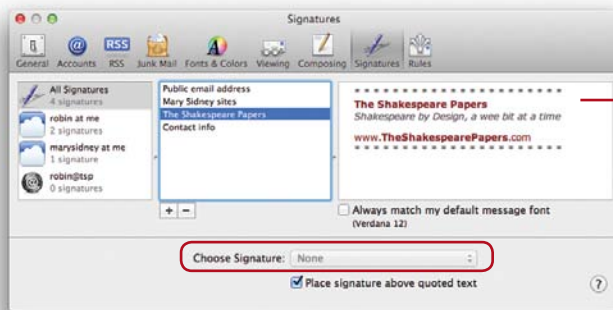 Signatures
General Accounts RSS Junk Mail Fonts & Colors Viewing Composing Signatures Rules
RSS
All Signatures
4 signatures
robin at me
2 signatures
marysidney at me
1 signature
robin@tsp
0 signatures
Public email address
Mary Sidney sites
The Shakespeare Papers
Contact info
+ −
= = = = = = = = = = = = = = = = = = = =
The Shakespeare Papers
Shakespeare by Design, a wee bit at a time
www.TheShakespearePapers.com
= = = = = = = = = = = = = = = = = = = =
Always match my default message font
(Verdana 12)
Choose Signature: None
Place signature above quoted text
?